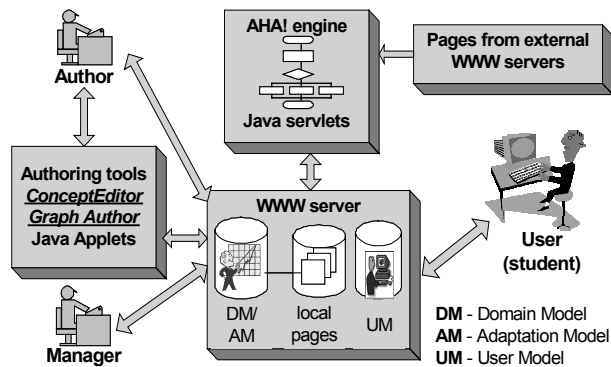 AHA! engine
Java servlets
Pages from external
WWW servers
Author
Authoring tools
ConceptEditor
Graph Author
Java Applets
WWW server
DM/
AM
local
pages
UM
User
(student)
Manager
DM - Domain Model
AM - Adaptation Model
UM - User Model